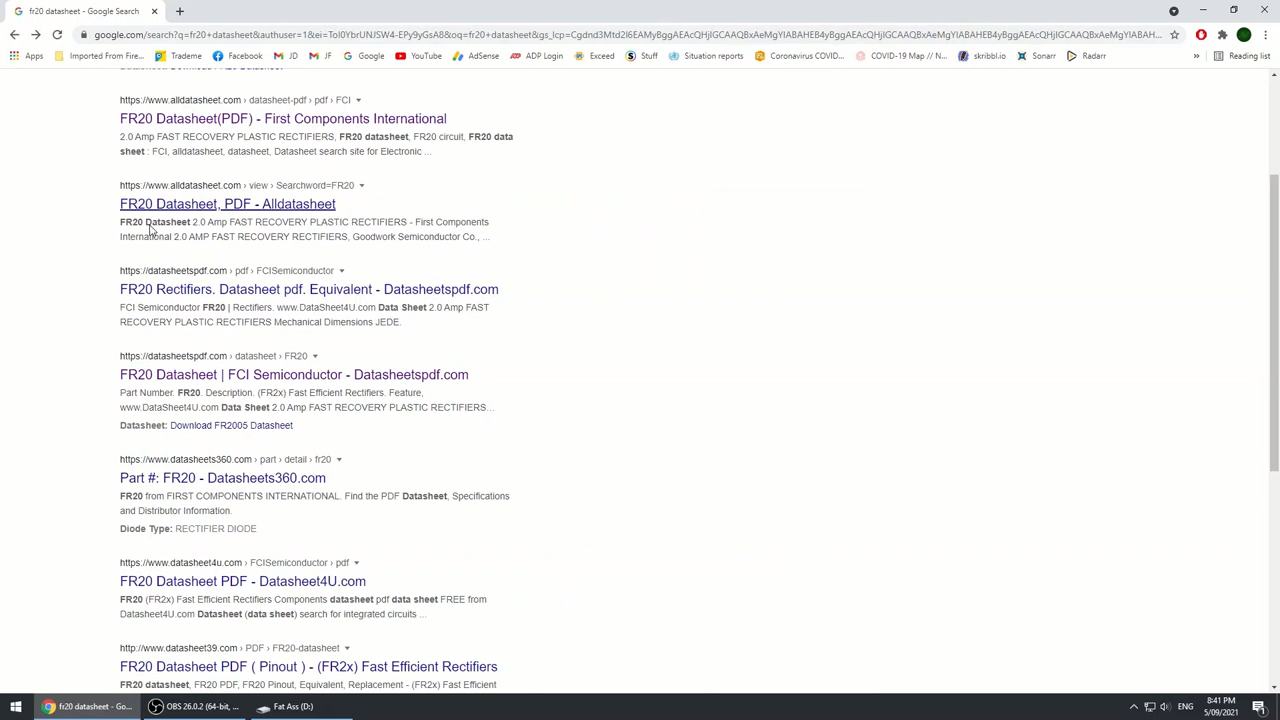 fr20 datasheet - Google Search
google.com/search?q=fr20+datasheet&authuser=1&ei=
Apps
Imported From Fire...
Trademe
Facebook
JM
JF
Google
YouTube
AdSense
ADP Login
Exceed
Stuff
Situation reports
Coronavirus COVID...
COVID-19 Map // N...
skribbl.io
Sonarr
Radarr
»
Reading list
https://www.alldatasheet.com › datasheet-pdf › pdf › FCI
FR20 Datasheet(PDF) - First Components International
2.0 Amp FAST RECOVERY PLASTIC RECTIFIERS, FR20 datasheet, FR20 circuit, FR20 data
sheet : FCI, alldatasheet, datasheet, Datasheet search site for Electronic ...
https://www.alldatasheet.com › view › Searchword=FR20
FR20 Datasheet, PDF - Alldatasheet
FR20 Datasheet 2.0 Amp FAST RECOVERY PLASTIC RECTIFIERS - First Components
International 2.0 AMP FAST RECOVERY RECTIFIERS, Goodwork Semiconductor Co., ...
https://datasheetspdf.com › pdf › FCISemiconductor
FR20 Rectifiers. Datasheet pdf. Equivalent - Datasheetspdf.com
FCI Semiconductor FR20 | Rectifiers. www.DataSheet4U.com Data Sheet 2.0 Amp FAST
RECOVERY PLASTIC RECTIFIERS Mechanical Dimensions JEDE.
https://datasheetspdf.com › datasheet › FR20
FR20 Datasheet | FCI Semiconductor - Datasheetspdf.com
Part Number. FR20. Description. (FR2x) Fast Efficient Rectifiers. Feature,
www.DataSheet4U.com Data Sheet 2.0 Amp FAST RECOVERY PLASTIC RECTIFIERS...
Datasheet: Download FR2005 Datasheet
https://www.datasheets360.com › part › detail › fr20
Part #: FR20 - Datasheets360.com
FR20 from FIRST COMPONENTS INTERNATIONAL. Find the PDF Datasheet, Specifications
and Distributor Information.
Diode Type: RECTIFIER DIODE
https://www.datasheet4u.com › FCISemiconductor › pdf
FR20 Datasheet PDF - Datasheet4U.com
FR20 (FR2x) Fast Efficient Rectifiers Components datasheet pdf data sheet FREE from
Datasheet4U.com Datasheet (data sheet) search for integrated circuits ...
http://www.datasheet39.com › PDF › FR20-datasheet
FR20 Datasheet PDF ( Pinout ) - (FR2x) Fast Efficient Rectifiers
FR20 datasheet, FR20 PDF, FR20 Pinout, Equivalent, Replacement - (FR2x) Fast Efficient
fr20 datasheet - Go...
OBS 26.0.2 (64-bit, ...
Fat Ass (D:)
ENG
8:41 PM
5/09/2021